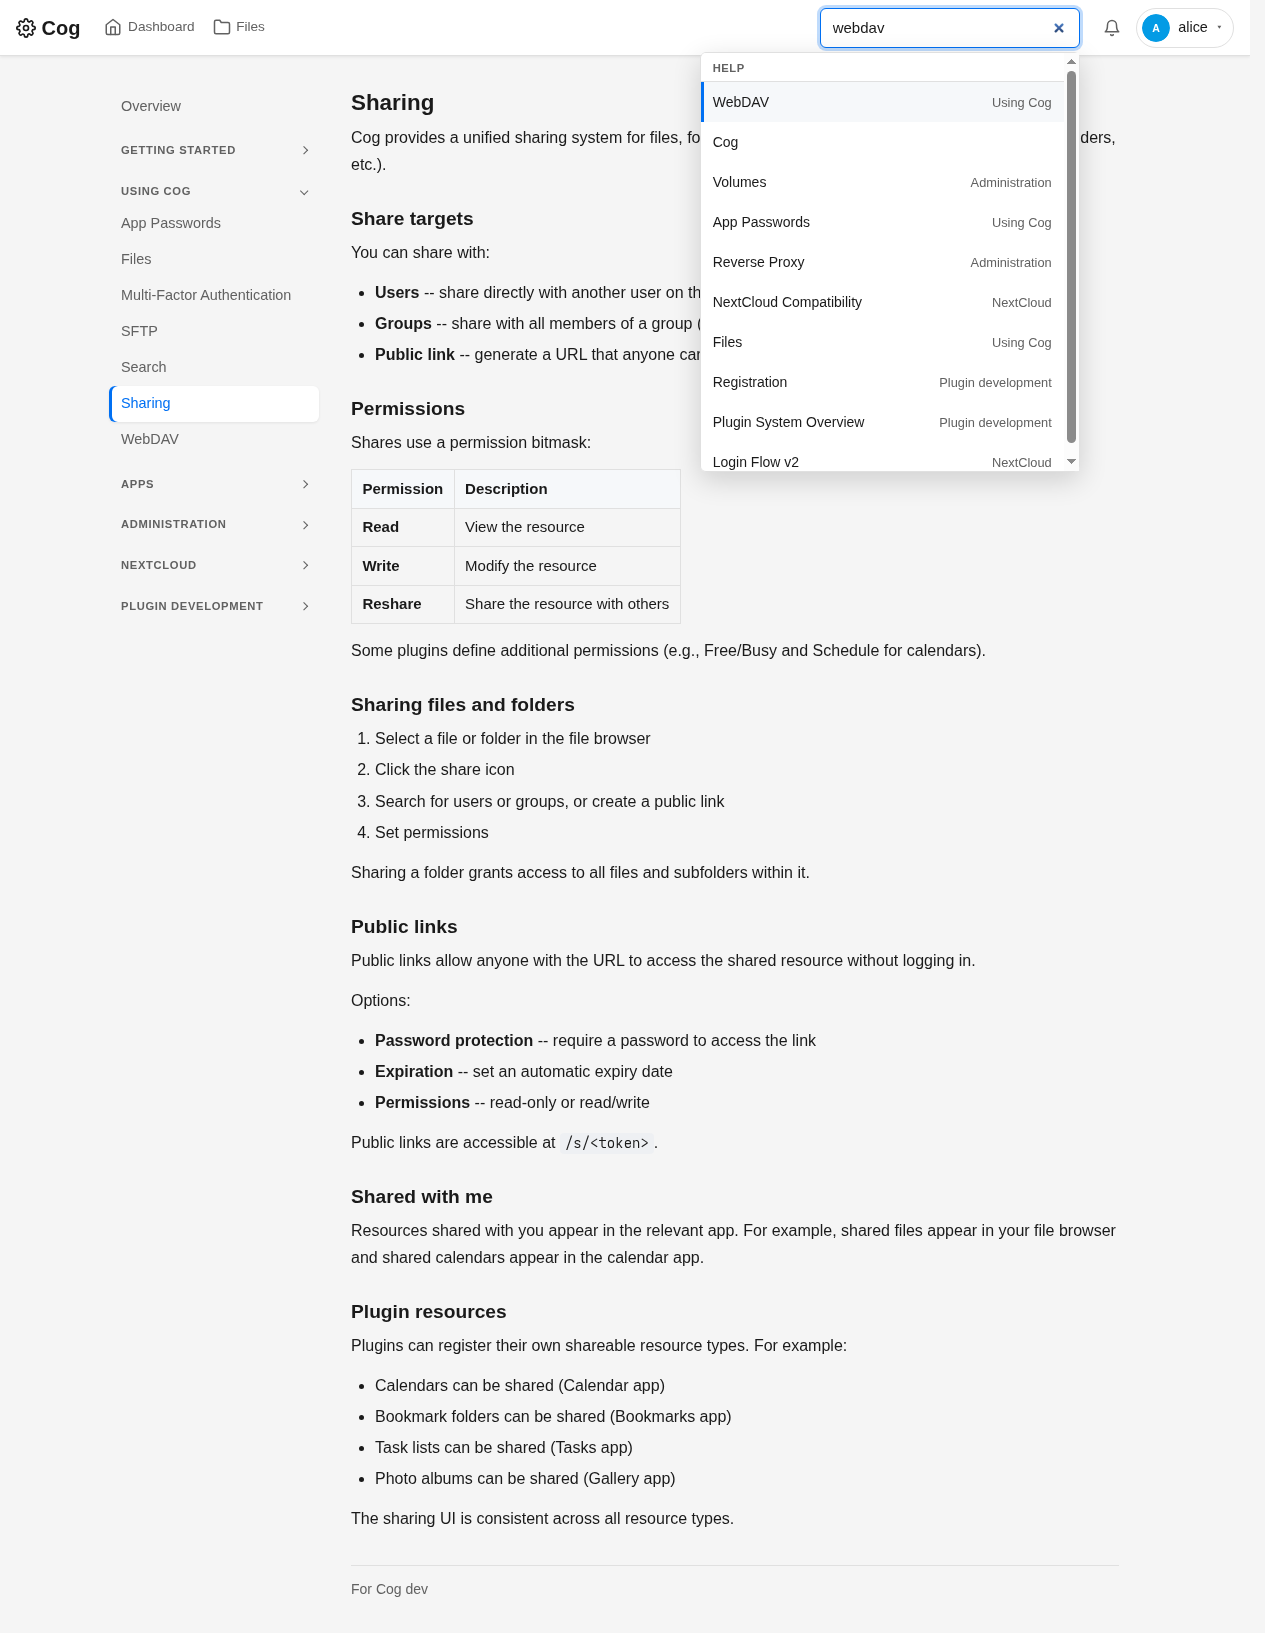 Cog Dashboard Files webdav A alice
HELP
WebDAV Using Cog
Cog
Volumes Administration
App Passwords Using Cog
Reverse Proxy Administration
NextCloud Compatibility NextCloud
Files Using Cog
Registration Plugin development
Plugin System Overview Plugin development
Login Flow v2 NextCloud
Overview
GETTING STARTED
USING COG
App Passwords
Files
Multi-Factor Authentication
SFTP
Search
Sharing
WebDAV
APPS
ADMINISTRATION
NEXTCLOUD
PLUGIN DEVELOPMENT
Sharing
Cog provides a unified sharing system for files, ders,
etc.).
Share targets
You can share with:
Users -- share directly with another user on
Groups -- share with all members of a group (
Public link -- generate a URL that anyone
Permissions
Shares use a permission bitmask:
Permission Description
Read View the resource
Write Modify the resource
Reshare Share the resource with others
Some plugins define additional permissions (e.g., Free/Busy and Schedule for calendars).
Sharing files and folders
1. Select a file or folder in the file browser
2. Click the share icon
3. Search for users or groups, or create a public link
4. Set permissions
Sharing a folder grants access to all files and subfolders within it.
Public links
Public links allow anyone with the URL to access the shared resource without logging in.
Options:
Password protection -- require a password to access the link
Expiration -- set an automatic expiry date
Permissions -- read-only or read/write
Public links are accessible at /s/<token>.
Shared with me
Resources shared with you appear in the relevant app. For example, shared files appear in your file browser
and shared calendars appear in the calendar app.
Plugin resources
Plugins can register their own shareable resource types. For example:
Calendars can be shared (Calendar app)
Bookmark folders can be shared (Bookmarks app)
Task lists can be shared (Tasks app)
Photo albums can be shared (Gallery app)
The sharing UI is consistent across all resource types.
For Cog dev